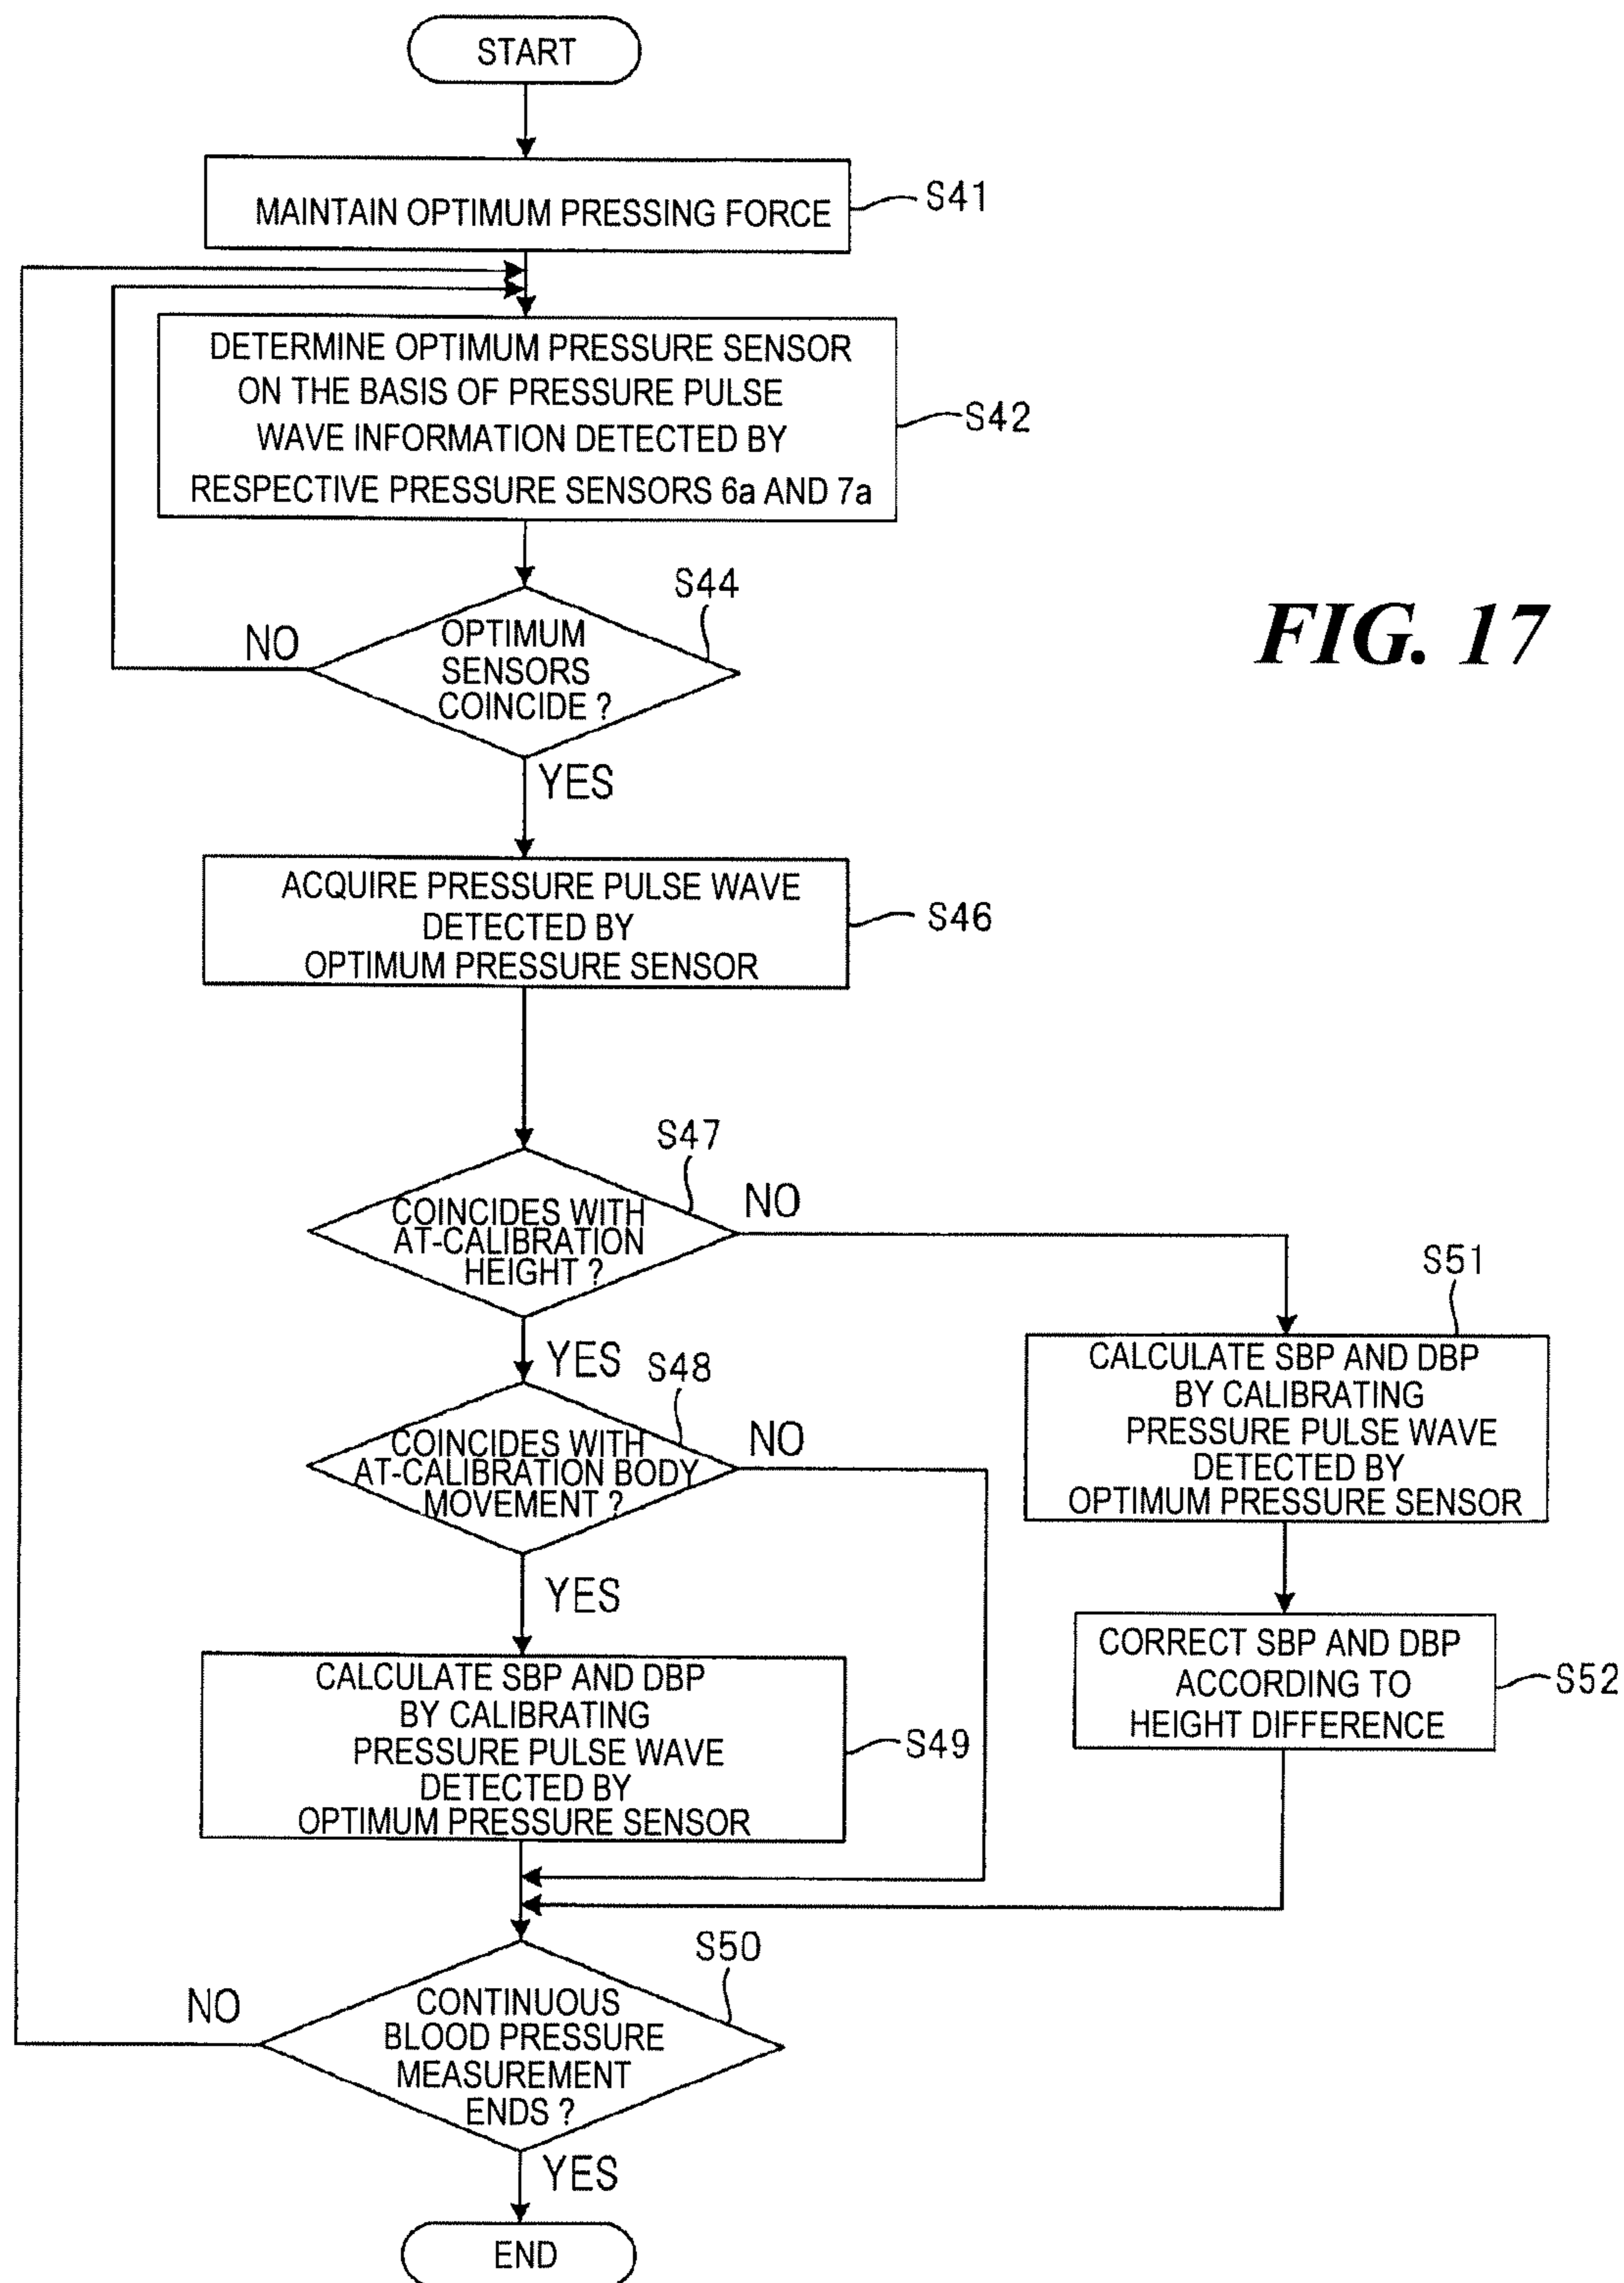 START
MAINTAIN OPTIMUM PRESSING FORCE
S41
DETERMINE OPTIMUM PRESSURE SENSOR
ON THE BASIS OF PRESSURE PULSE
WAVE INFORMATION DETECTED BY
RESPECTIVE PRESSURE SENSORS 6a AND 7a
S42
S44
NO
OPTIMUM
SENSORS
COINCIDE ?
YES
FIG. 17
ACQUIRE PRESSURE PULSE WAVE
DETECTED BY
OPTIMUM PRESSURE SENSOR
S46
S47
COINCIDES WITH
AT-CALIBRATION
HEIGHT ?
NO
YES
S48
COINCIDES WITH
AT-CALIBRATION BODY
MOVEMENT ?
NO
YES
S51
CALCULATE SBP AND DBP
BY CALIBRATING
PRESSURE PULSE WAVE
DETECTED BY
OPTIMUM PRESSURE SENSOR
CORRECT SBP AND DBP
ACCORDING TO
HEIGHT DIFFERENCE
S52
CALCULATE SBP AND DBP
BY CALIBRATING
PRESSURE PULSE WAVE
DETECTED BY
OPTIMUM PRESSURE SENSOR
S49
S50
NO
CONTINUOUS
BLOOD PRESSURE
MEASUREMENT
ENDS ?
YES
END